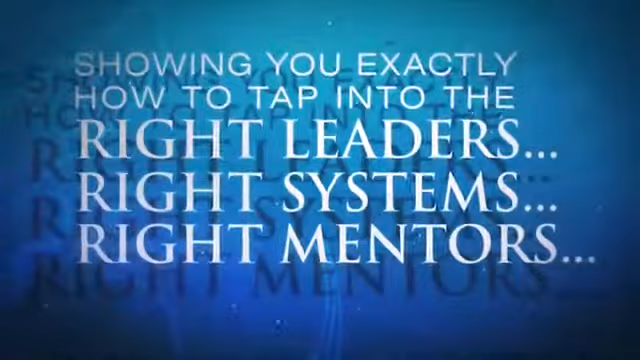 SHOWING YOU EXACTLY
HOW TO TAP INTO THE
RIGHT LEADERS...
RIGHT SYSTEMS...
RIGHT MENTORS...